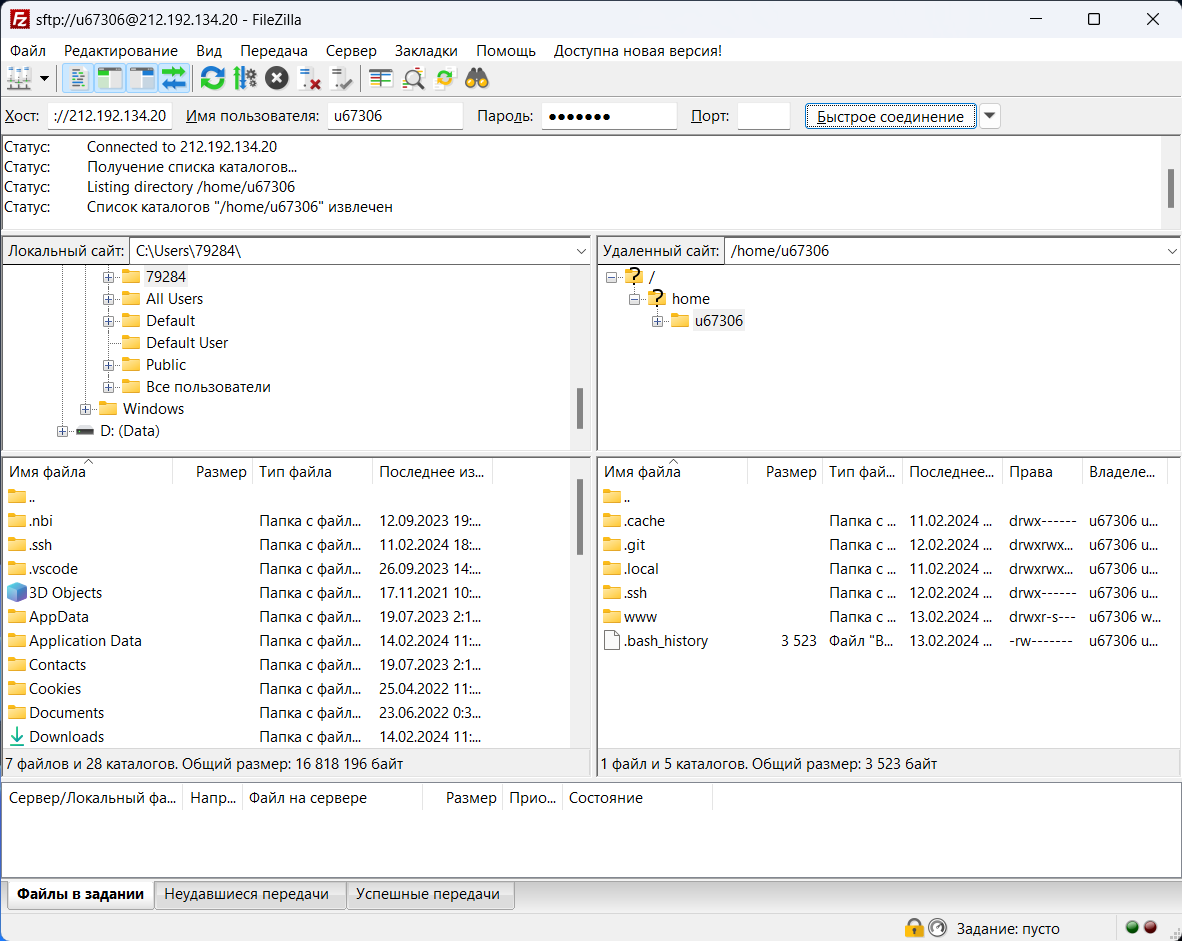 sftp://u67306@212.192.134.20 - FileZilla
Файл Редактирование Вид Передача Сервер Закладки Помощь Доступна новая версия!
Хост: ://212.192.134.20 Имя пользователя: u67306 Пароль: ●●●●●●● Порт: Быстрое соединение
Статус: Connected to 212.192.134.20
Статус: Получение списка каталогов...
Статус: Listing directory /home/u67306
Статус: Список каталогов "/home/u67306" извлечен
Локальный сайт: C:\Users\79284\
79284
All Users
Default
Default User
Public
Все пользователи
Windows
D: (Data)
Удаленный сайт: /home/u67306
/
home
u67306
Имя файла Размер Тип файла Последнее из...
..
.nbi Папка с файл... 12.09.2023 19:...
.ssh Папка с файл... 11.02.2024 18:...
.vscode Папка с файл... 26.09.2023 14:...
3D Objects Папка с файл... 17.11.2021 10:...
AppData Папка с файл... 19.07.2023 2:1...
Application Data Папка с файл... 14.02.2024 11:...
Contacts Папка с файл... 19.07.2023 2:1...
Cookies Папка с файл... 25.04.2022 11:...
Documents Папка с файл... 23.06.2022 0:3...
Downloads Папка с файл... 14.02.2024 11:...
7 файлов и 28 каталогов. Общий размер: 16 818 196 байт
Имя файла Размер Тип фай... Последнее... Права Владеле...
..
.cache Папка с ... 11.02.2024 ... drwx------ u67306 u...
.git Папка с ... 12.02.2024 ... drwxrwx... u67306 u...
.local Папка с ... 11.02.2024 ... drwxrwx... u67306 u...
.ssh Папка с ... 12.02.2024 ... drwx------ u67306 u...
www Папка с ... 13.02.2024 ... drwxr-s--- u67306 w...
.bash_history 3 523 Файл "B... 13.02.2024 ... -rw------- u67306 u...
1 файл и 5 каталогов. Общий размер: 3 523 байт
Сервер/Локальный фа... Напр... Файл на сервере Размер Прио... Состояние
Файлы в задании Неудавшиеся передачи Успешные передачи
Задание: пусто